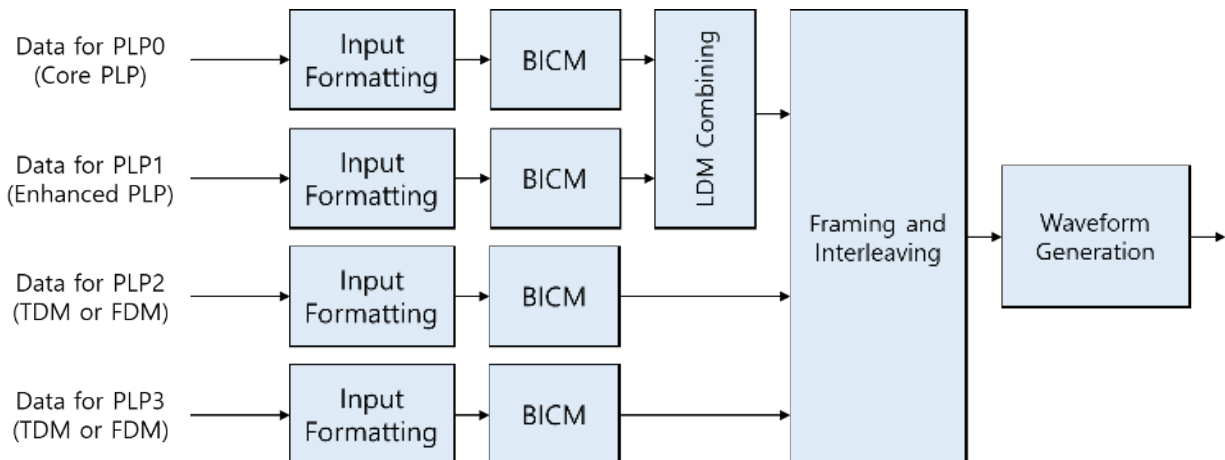 Data for PLP0
(Core PLP)
Input
Formatting
BICM
LDM Combining
Data for PLP1
(Enhanced PLP)
Input
Formatting
BICM
Framing and
Interleaving
Waveform
Generation
Data for PLP2
(TDM or FDM)
Input
Formatting
BICM
Data for PLP3
(TDM or FDM)
Input
Formatting
BICM